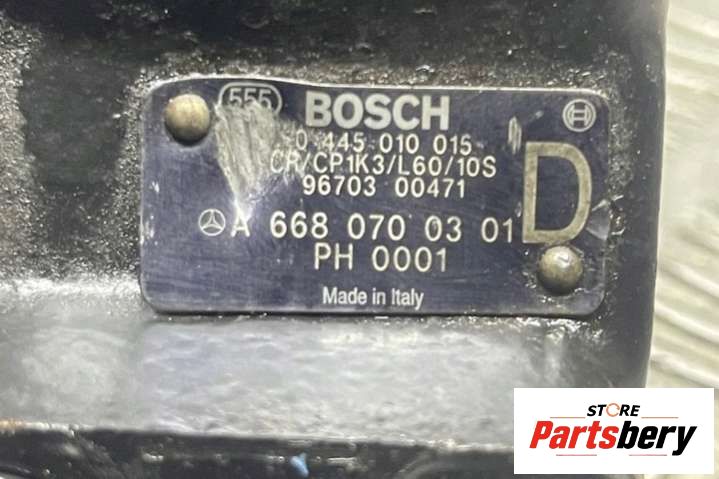 555 BOSCH
0 445 010 015
CR/CP1K3/L60/10S
96703 00471
D
A 668 070 03 01
PH 0001
Made in Italy
STORE
Partsbery